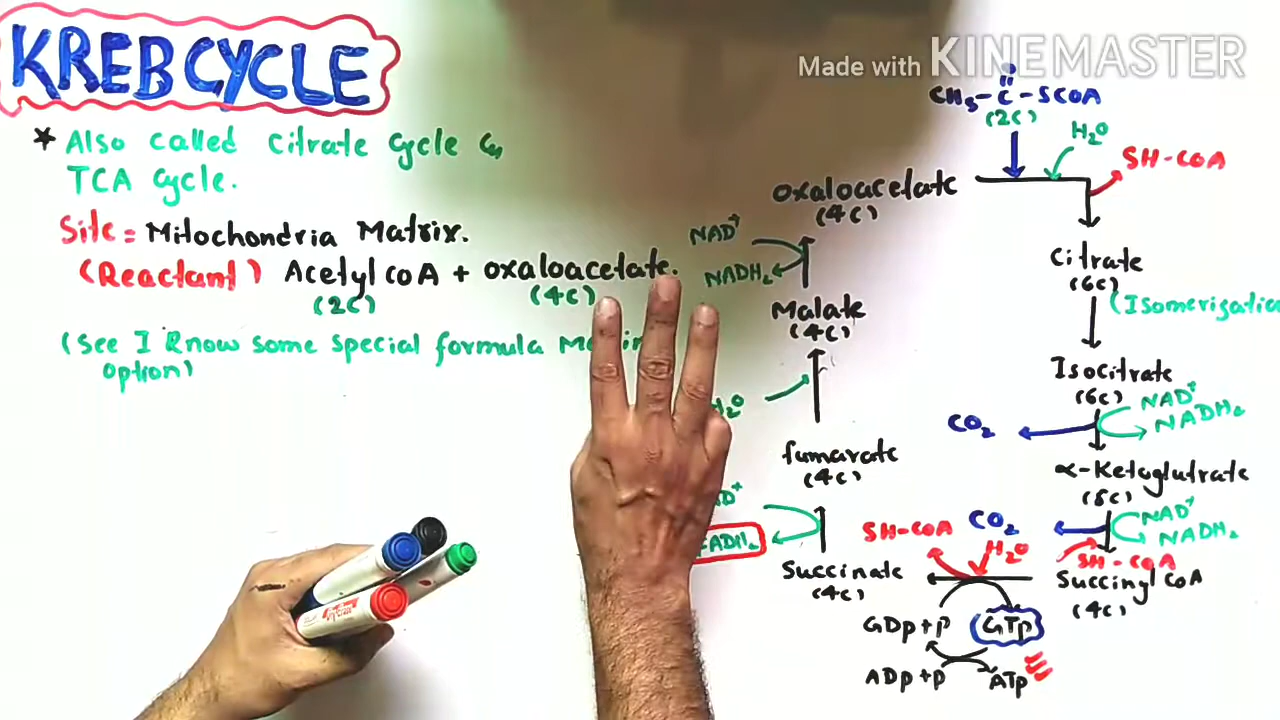 KREB CYCLE
Made with KINEMASTER
* Also called Citrate Cycle
TCA Cycle.
Site = Mitochondria Matrix.
(Reactant) Acetyl coA + oxaloacetate.
(2C) (4C)
(See I know some special formula
option)
CH3-C-SCOA
O
(2C)
H2O
SH-COA
Oxaloacetate
(4C)
NAD+
NADH2
Citrate
(6C)
(Isomerization
Malate
(4C)
Isocitrate
(6C)
NAD+
NADH2
CO2
H2O
fumarate
(4C)
α-Ketoglutrate
(5C)
FADH2
NAD+
NADH2
CO2
SH-COA
H2O
SH-COA
Succinate
(4C)
Succinyl CoA
(4C)
GDp+p GTp
ADp+p ATp